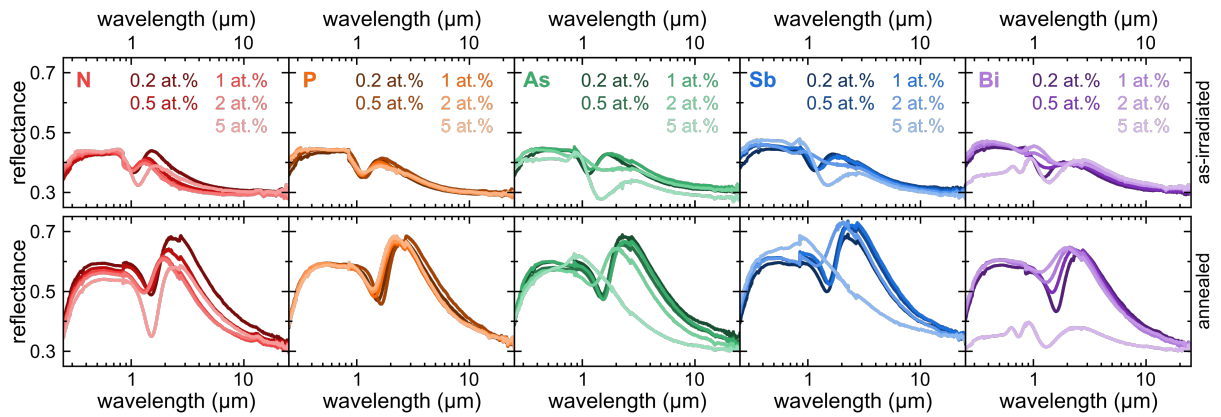 wavelength (μm) wavelength (μm) wavelength (μm) wavelength (μm) wavelength (μm)
1 10 1 10 1 10 1 10 1 10
0.7 N 0.2 at.% 1 at.% P 0.2 at.% 1 at.% As 0.2 at.% 1 at.% Sb 0.2 at.% 1 at.% Bi 0.2 at.% 1 at.%
0.5 at.% 2 at.% 0.5 at.% 2 at.% 0.5 at.% 2 at.% 0.5 at.% 2 at.% 0.5 at.% 2 at.%
0.5 5 at.% 5 at.% 5 at.% 5 at.% 5 at.%
reflectance
as-irradiated
0.3
0.7
0.5
reflectance
annealed
0.3
1 10 1 10 1 10 1 10 1 10
wavelength (μm) wavelength (μm) wavelength (μm) wavelength (μm) wavelength (μm)